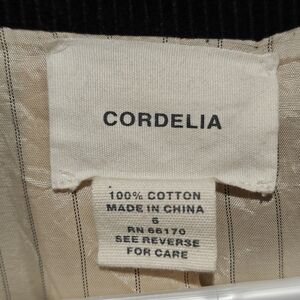 CORDELIA
100% COTTON
MADE IN CHINA
6
RN 66170
SEE REVERSE
FOR CARE